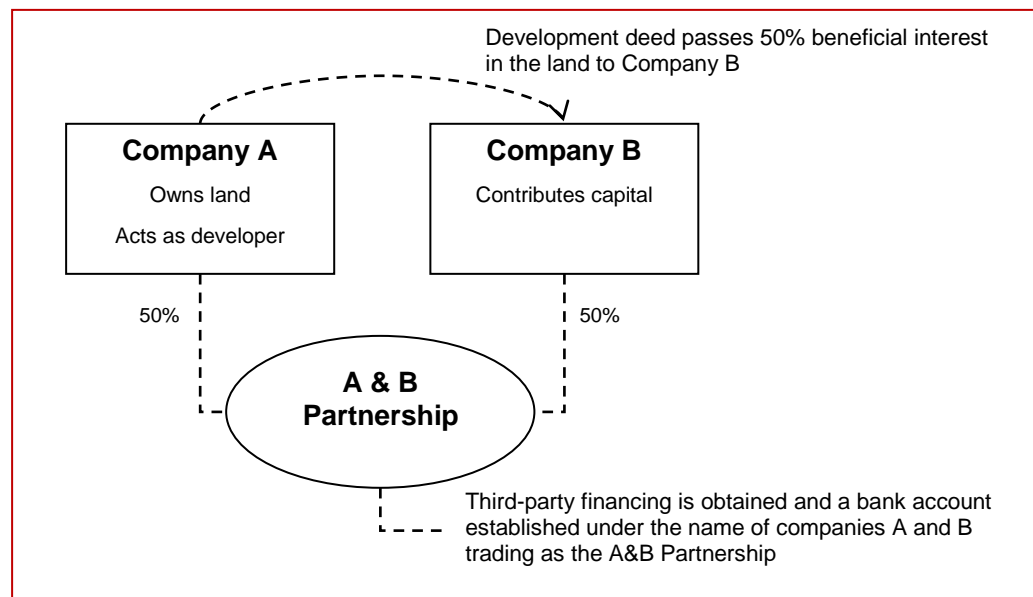 Development deed passes 50% beneficial interest
in the land to Company B
Company A
Owns land
Acts as developer
Company B
Contributes capital
50%
50%
A & B
Partnership
Third-party financing is obtained and a bank account
established under the name of companies A and B
trading as the A&B Partnership